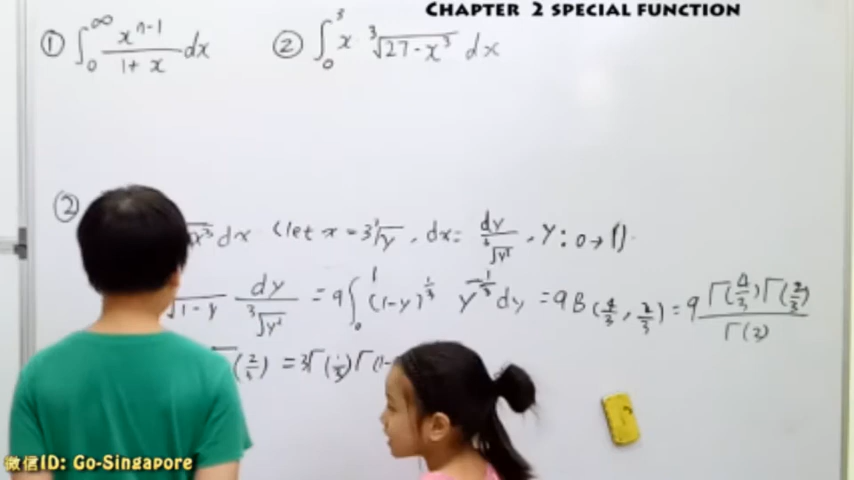 CHAPTER 2 SPECIAL FUNCTION
① ∫₀^∞ x^(n-1)/(1+x) dx ② ∫₀³ x ∛(27-x³) dx
②
x³ dx (let x = 3∛y, dx = dy/∛y², y: 0→1)
√(1-y) dy/∛y² = 9 ∫₀¹ (1-y)^(1/3) y^(-1/3) dy = 9 B(4/3, 2/3) = 9 Γ(4/3)Γ(2/3)/Γ(2)
(2/3) = 3Γ(1/3)Γ(1-
微信ID: Go-Singapore